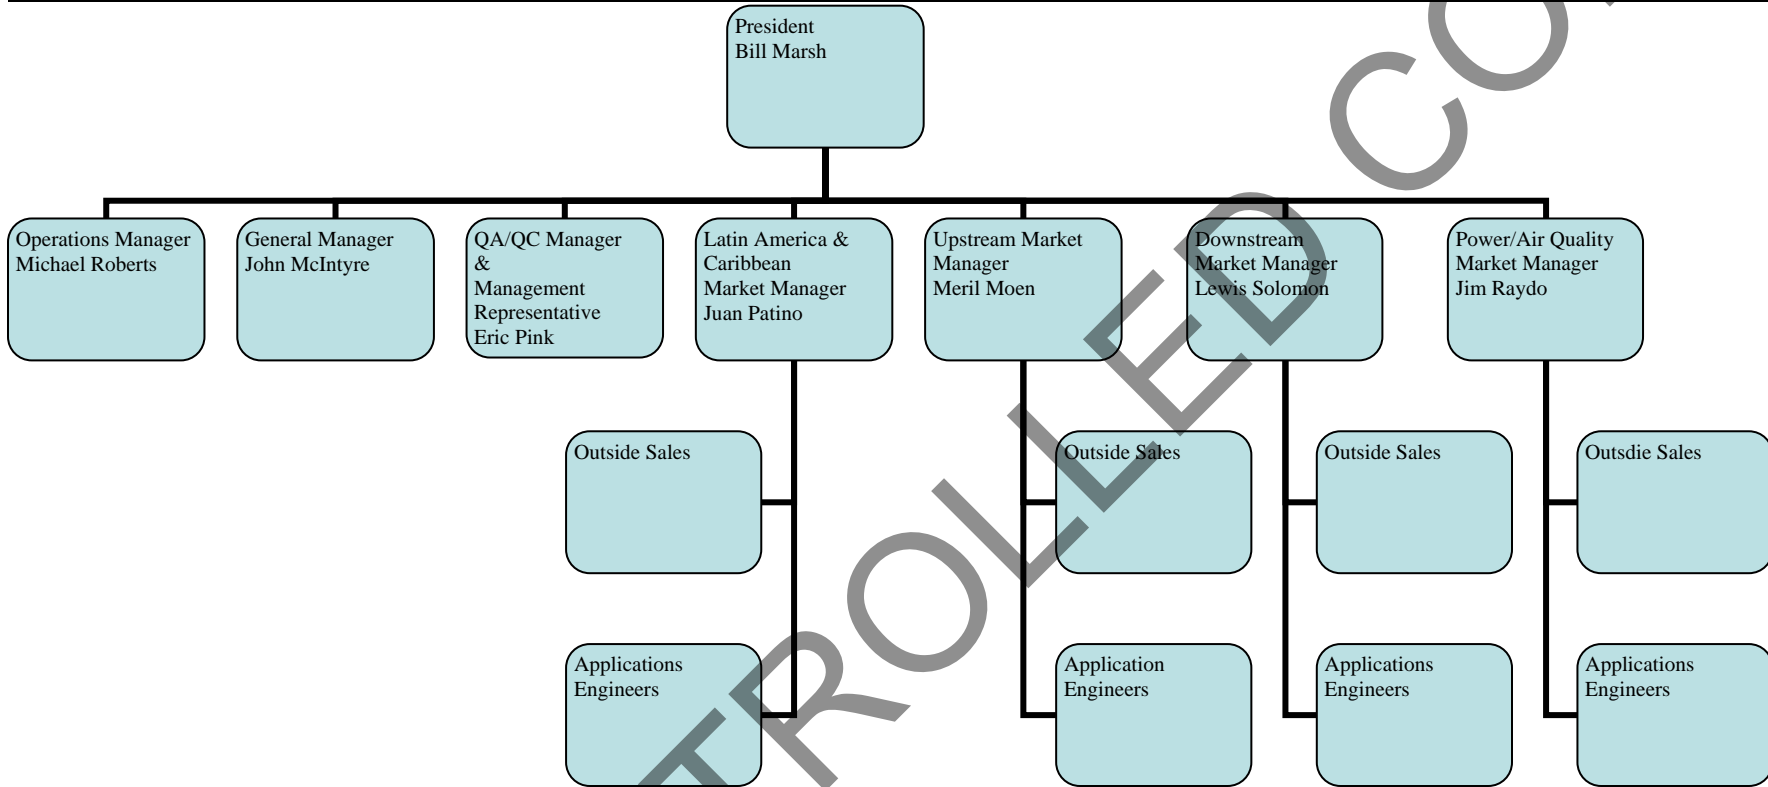 President
Bill Marsh
Operations Manager
Michael Roberts
General Manager
John McIntyre
QA/QC Manager
&
Management
Representative
Eric Pink
Latin America &
Caribbean
Market Manager
Juan Patino
Upstream Market
Manager
Meril Moen
Downstream
Market Manager
Lewis Solomon
Power/Air Quality
Market Manager
Jim Raydo
Outside Sales
Outside Sales
Outside Sales
Outsdie Sales
Applications
Engineers
Application
Engineers
Applications
Engineers
Applications
Engineers
TROLLED CO